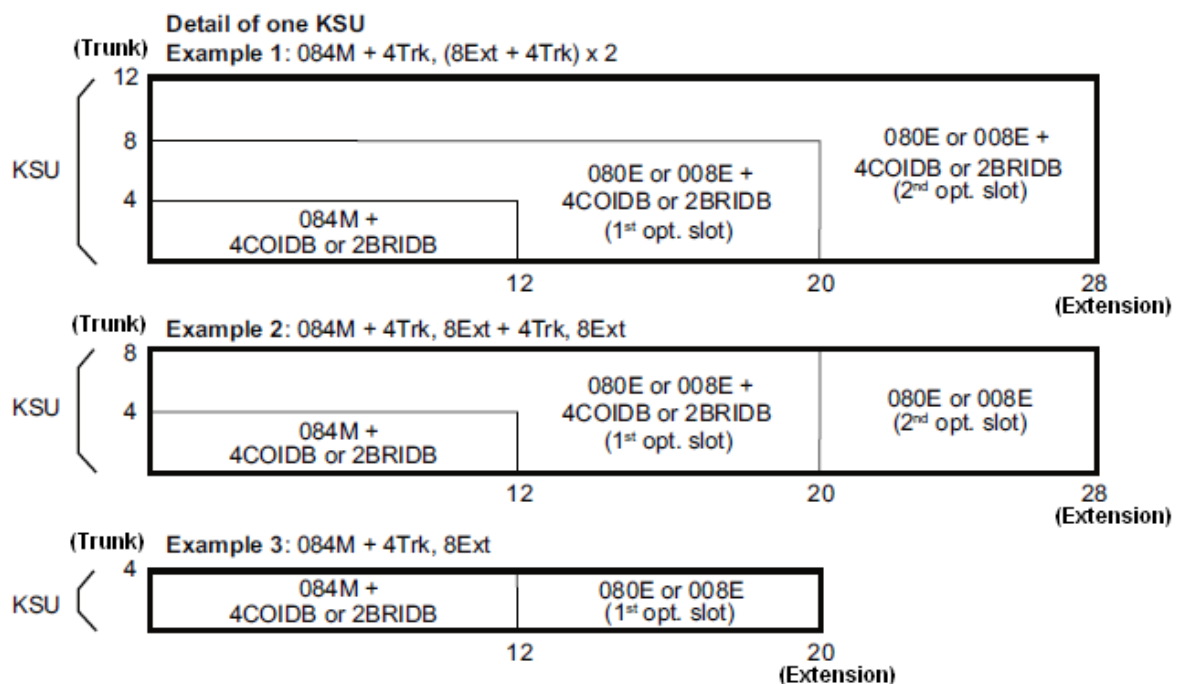 Detail of one KSU
(Trunk) Example 1: 084M + 4Trk, (8Ext + 4Trk) x 2
12
8
4
KSU
084M +
4COIDB or 2BRIDB
080E or 008E +
4COIDB or 2BRIDB
(1st opt. slot)
080E or 008E +
4COIDB or 2BRIDB
(2nd opt. slot)
12 20 28
(Extension)
(Trunk) Example 2: 084M + 4Trk, 8Ext + 4Trk, 8Ext
8
4
KSU
084M +
4COIDB or 2BRIDB
080E or 008E +
4COIDB or 2BRIDB
(1st opt. slot)
080E or 008E
(2nd opt. slot)
12 20 28
(Extension)
(Trunk) Example 3: 084M + 4Trk, 8Ext
4
KSU
084M +
4COIDB or 2BRIDB
080E or 008E
(1st opt. slot)
12 20
(Extension)